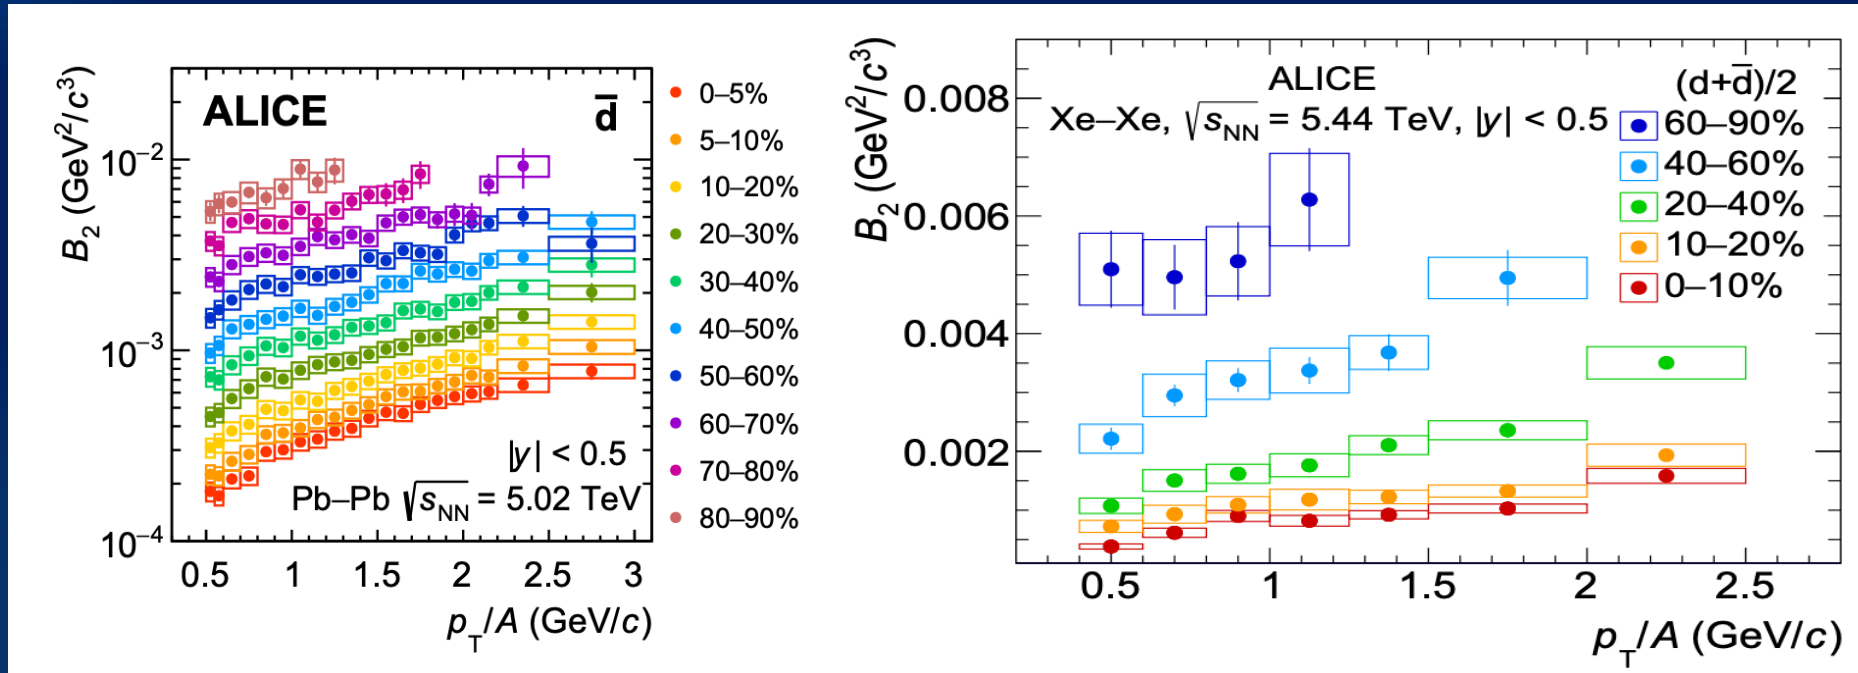 ALICE
d̅
B₂ (GeV²/c³)
10⁻²
10⁻³
10⁻⁴
|y| < 0.5
Pb–Pb √sNN = 5.02 TeV
0.5 1 1.5 2 2.5 3
pT/A (GeV/c)
0–5%
5–10%
10–20%
20–30%
30–40%
40–50%
50–60%
60–70%
70–80%
80–90%
B₂ (GeV²/c³)
0.008
0.006
0.004
0.002
ALICE
Xe–Xe, √sNN = 5.44 TeV, |y| < 0.5
(d+d̅)/2
60–90%
40–60%
20–40%
10–20%
0–10%
0.5 1 1.5 2 2.5
pT/A (GeV/c)